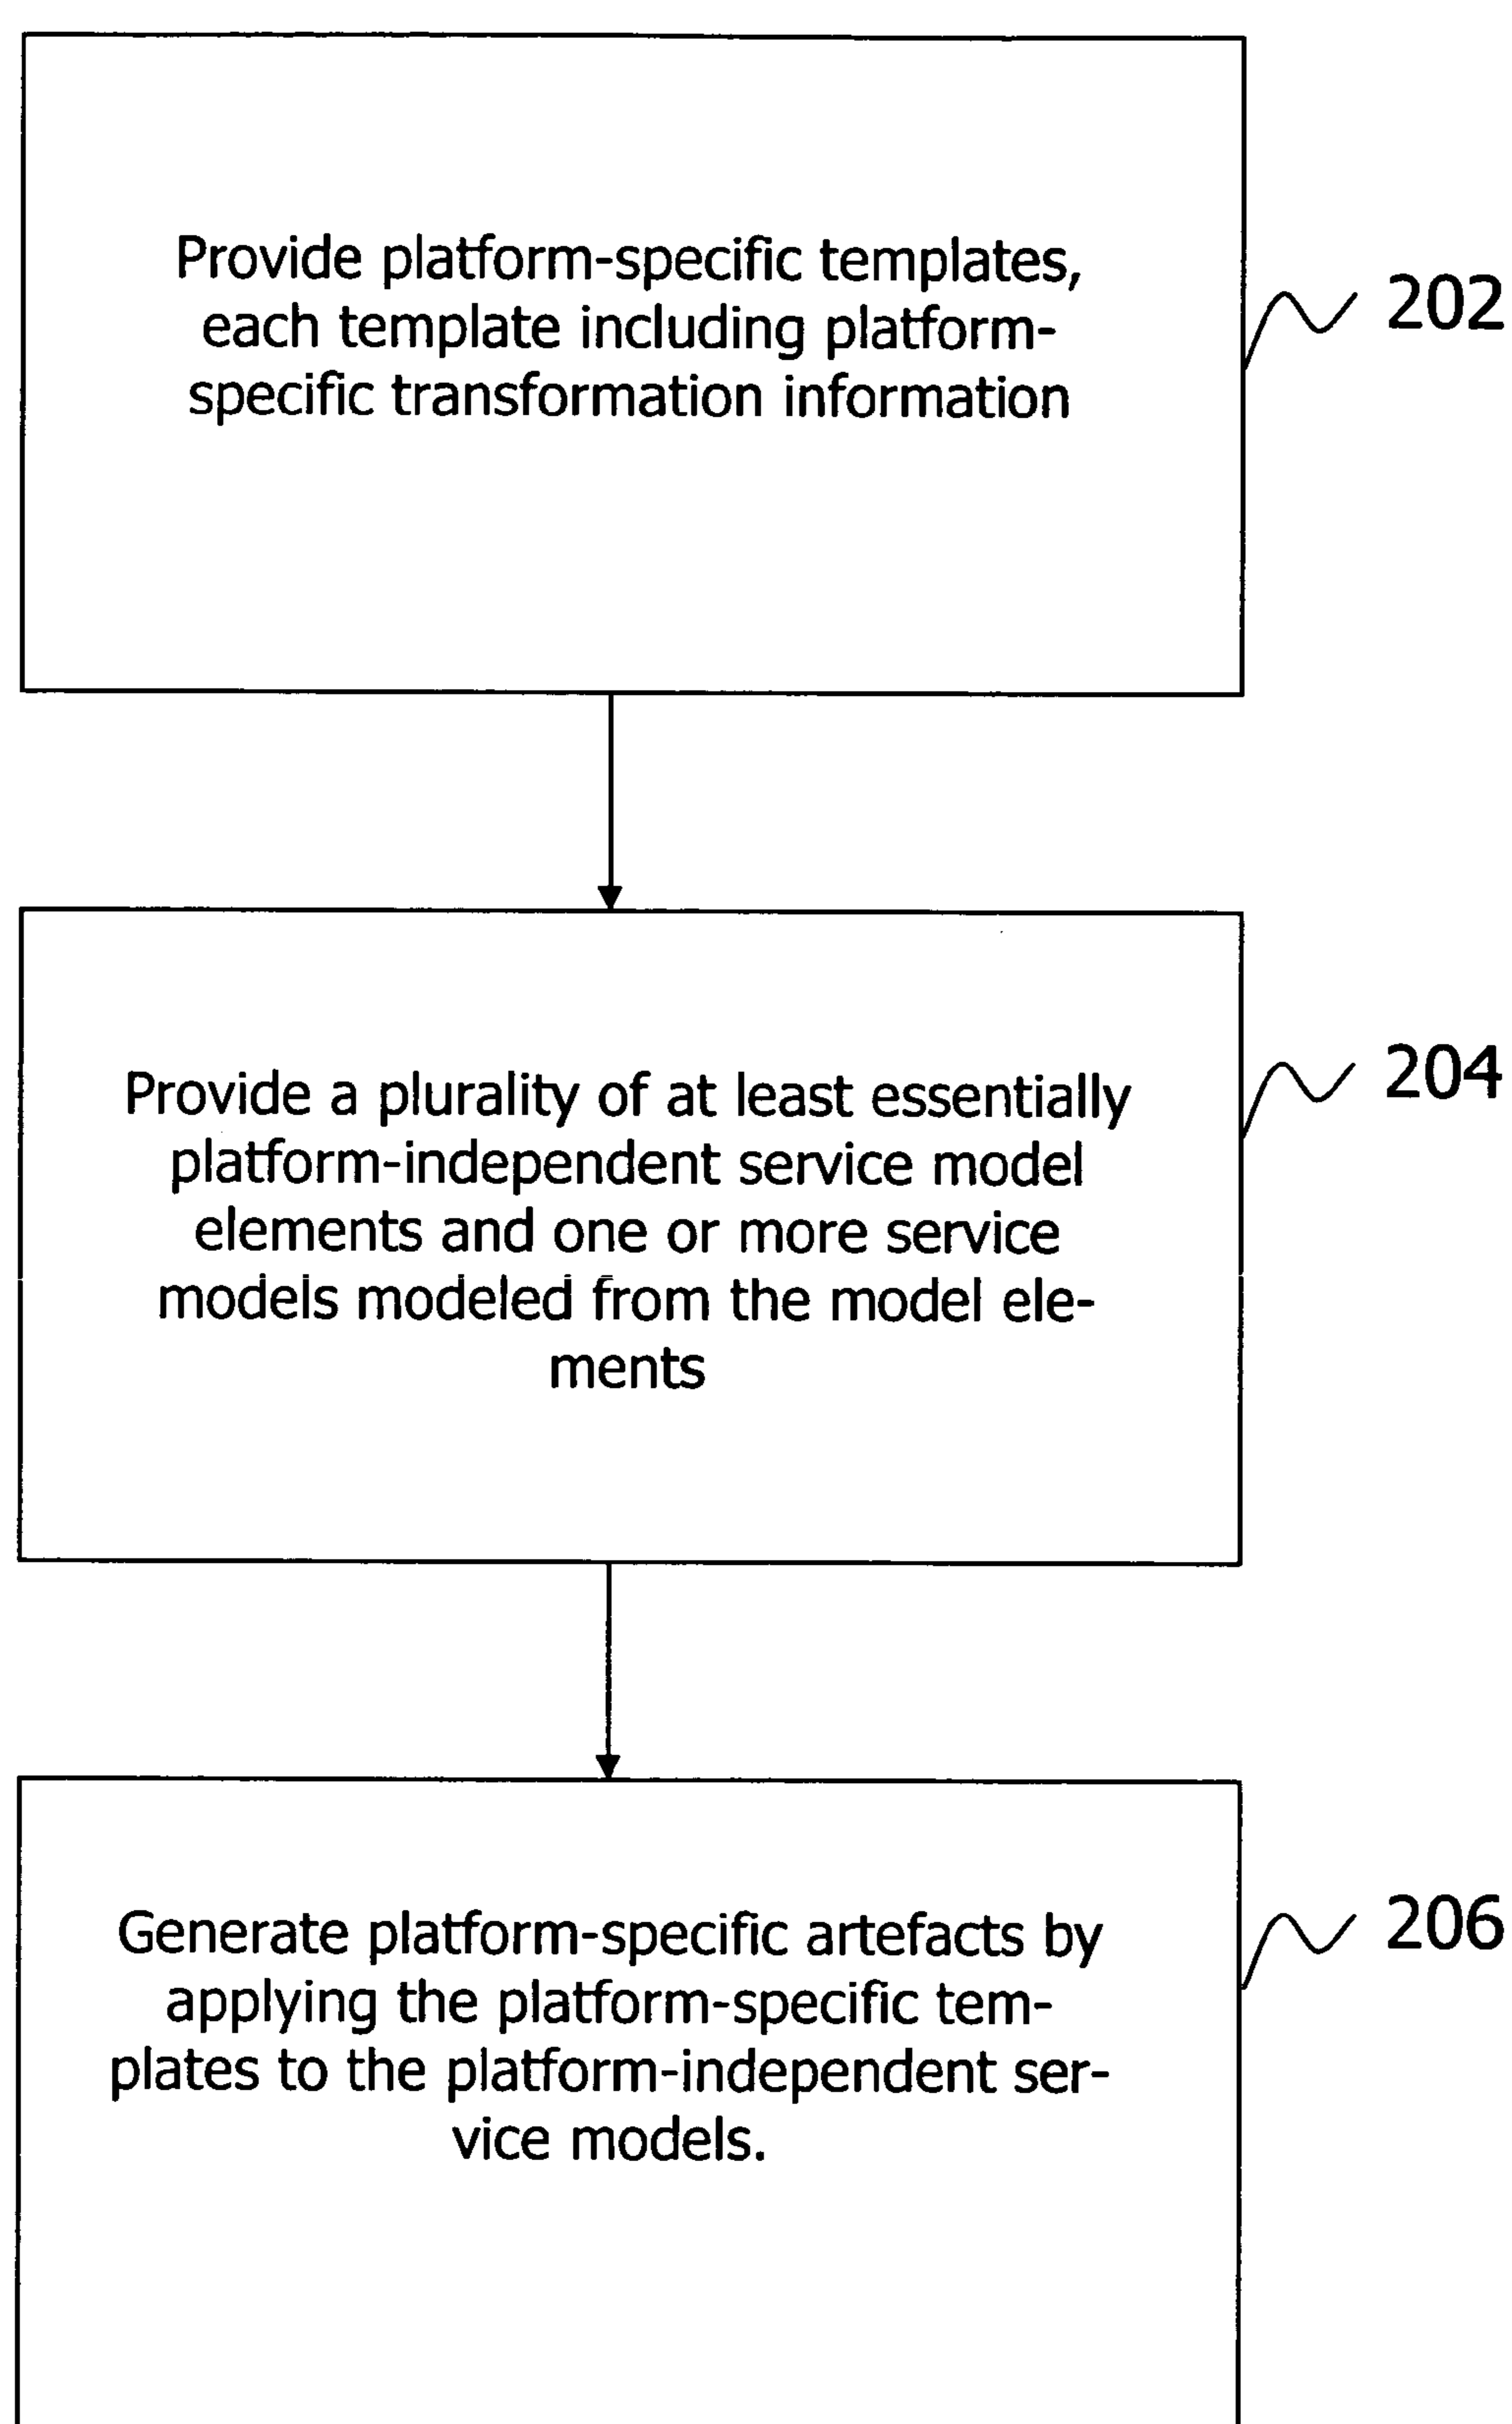 Provide platform-specific templates,
each template including platform-
specific transformation information
202
Provide a plurality of at least essentially
platform-independent service model
elements and one or more service
models modeled from the model ele-
ments
204
Generate platform-specific artefacts by
applying the platform-specific tem-
plates to the platform-independent ser-
vice models.
206